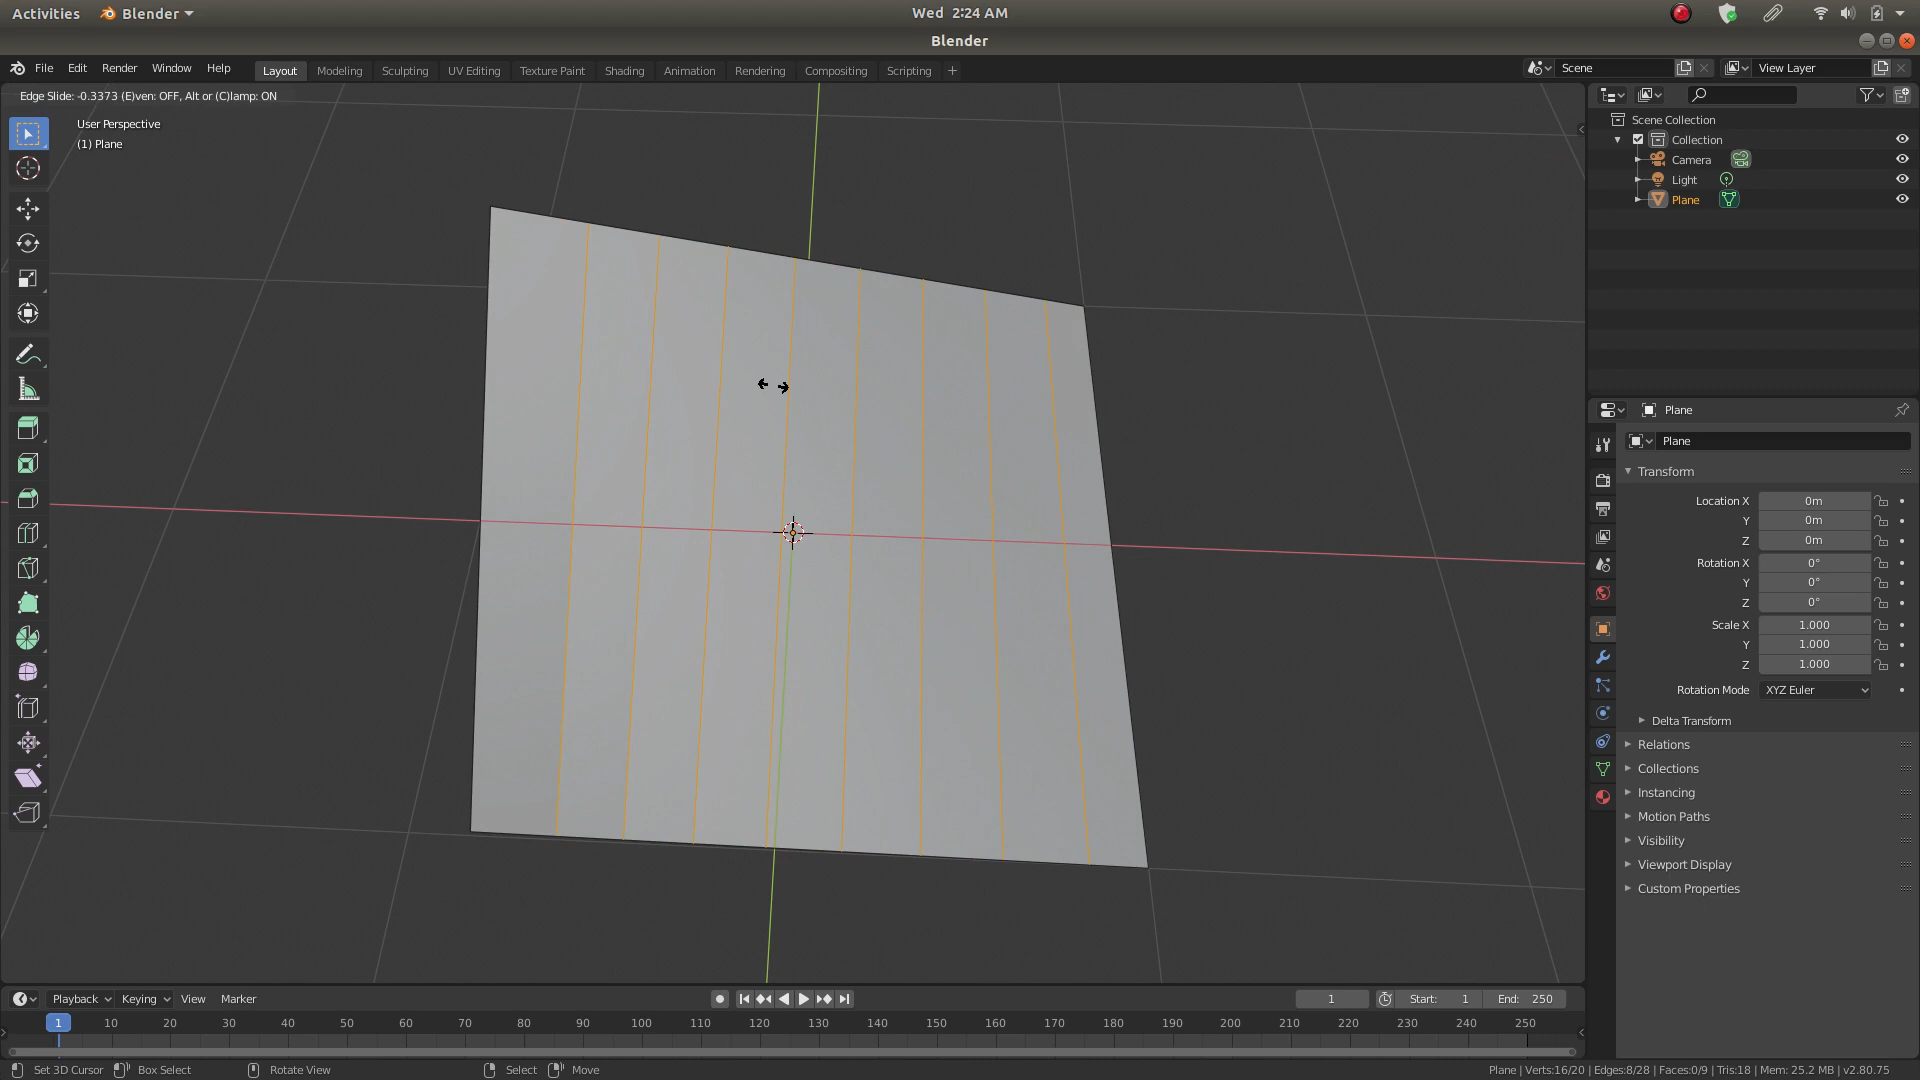 Activities Blender Wed 2:24 AM
Blender
File Edit Render Window Help Layout Modeling Sculpting UV Editing Texture Paint Shading Animation Rendering Compositing Scripting + Scene View Layer
Edge Slide: -0.3373 (E)ven: OFF, Alt or (C)lamp: ON
User Perspective
(1) Plane
Scene Collection
Collection
Camera
Light
Plane
Plane
Plane
Transform
Location X 0m
Y 0m
Z 0m
Rotation X 0°
Y 0°
Z 0°
Scale X 1.000
Y 1.000
Z 1.000
Rotation Mode XYZ Euler
Delta Transform
Relations
Collections
Instancing
Motion Paths
Visibility
Viewport Display
Custom Properties
Playback Keying View Marker 1 Start: 1 End: 250
1 10 20 30 40 50 60 70 80 90 100 110 120 130 140 150 160 170 180 190 200 210 220 230 240 250
Set 3D Cursor Box Select Rotate View Select Move Plane | Verts:16/20 | Edges:8/28 | Faces:0/9 | Tris:18 | Mem: 25.2 MB | v2.80.75